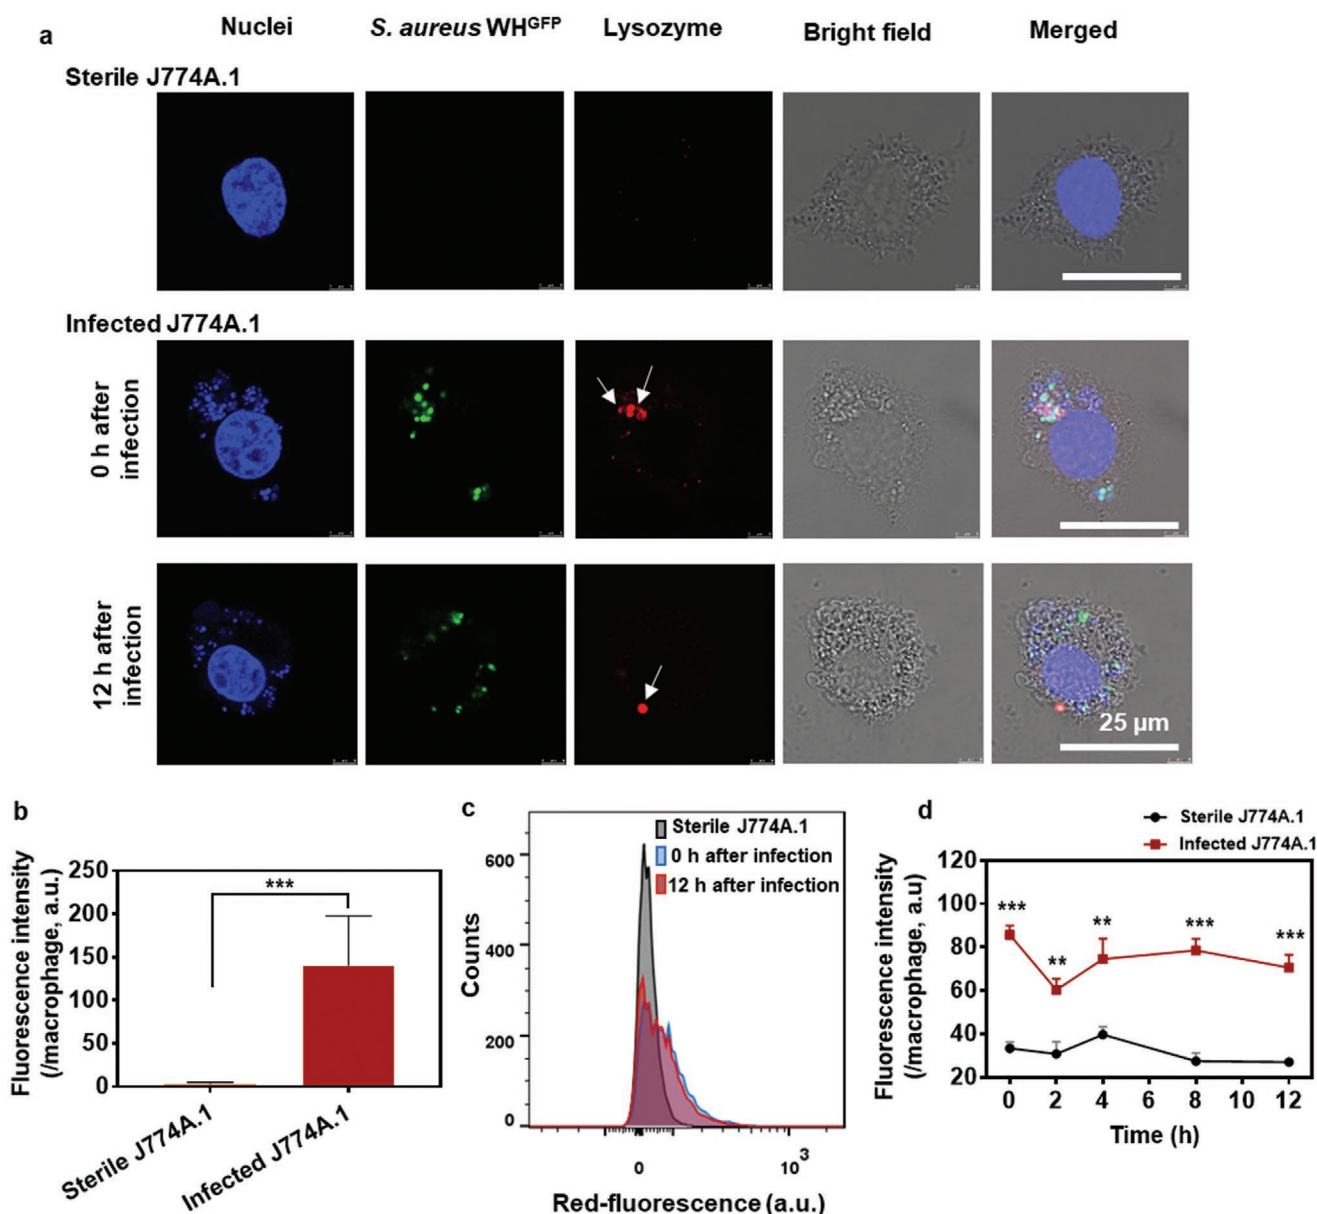 a
Nuclei
S. aureus WHGFP
Lysozyme
Bright field
Merged
Sterile J774A.1
Infected J774A.1
0 h after
infection
12 h after
infection
25 μm
b
Fluorescence intensity
(/macrophage, a.u.)
250
200
150
100
50
0
***
Sterile J774A.1
Infected J774A.1
c
Counts
600
400
200
0
Sterile J774A.1
0 h after infection
12 h after infection
0
10³
Red-fluorescence (a.u.)
d
Sterile J774A.1
Infected J774A.1
Fluorescence intensity
(/macrophage, a.u)
120
100
80
60
40
20
***
**
**
***
***
0 2 4 6 8 10 12
Time (h)